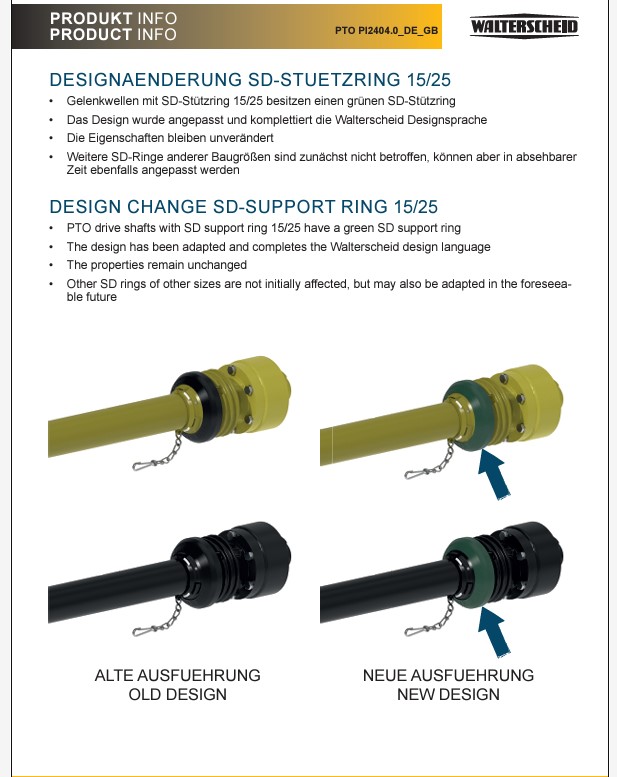 PRODUKT INFO
PRODUCT INFO
PTO PI2404.0_DE_GB
WALTERSCHEID
DESIGNAENDERUNG SD-STUETZRING 15/25
• Gelenkwellen mit SD-Stützring 15/25 besitzen einen grünen SD-Stützring
• Das Design wurde angepasst und komplettiert die Walterscheid Designsprache
• Die Eigenschaften bleiben unverändert
• Weitere SD-Ringe anderer Baugrößen sind zunächst nicht betroffen, können aber in absehbarer
Zeit ebenfalls angepasst werden
DESIGN CHANGE SD-SUPPORT RING 15/25
• PTO drive shafts with SD support ring 15/25 have a green SD support ring
• The design has been adapted and completes the Walterscheid design language
• The properties remain unchanged
• Other SD rings of other sizes are not initially affected, but may also be adapted in the foreseea-
ble future
ALTE AUSFUEHRUNG
OLD DESIGN
NEUE AUSFUEHRUNG
NEW DESIGN